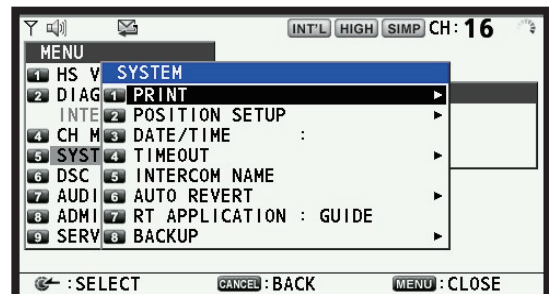 INT'L HIGH SIMP CH: 16
MENU
1 HS V
2 DIAG
INTE
4 CH M
5 SYST
6 DSC
7 AUDI
8 ADMI
9 SERV
SYSTEM
1 PRINT
2 POSITION SETUP
3 DATE/TIME :
4 TIMEOUT
5 INTERCOM NAME
6 AUTO REVERT
7 RT APPLICATION : GUIDE
8 BACKUP
:SELECT CANCEL:BACK MENU:CLOSE